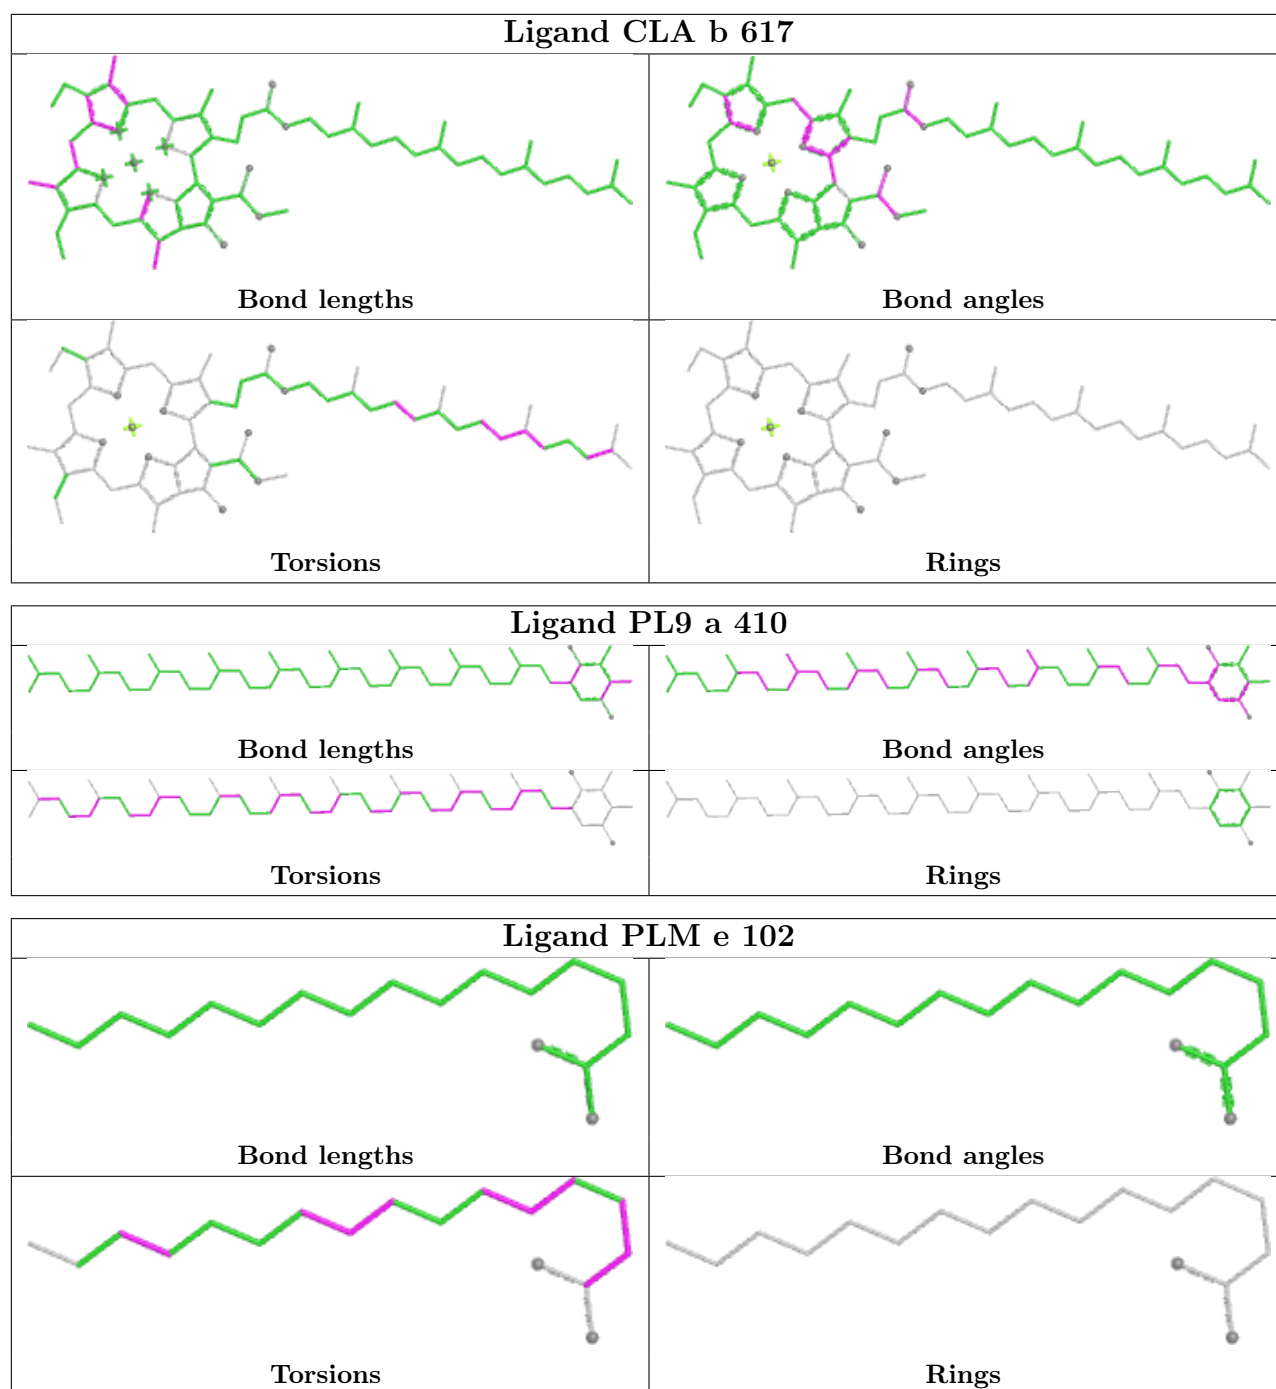 Ligand CLA b 617
Bond lengths
Bond angles
Torsions
Rings
Ligand PL9 a 410
Bond lengths
Bond angles
Torsions
Rings
Ligand PLM e 102
Bond lengths
Bond angles
Torsions
Rings